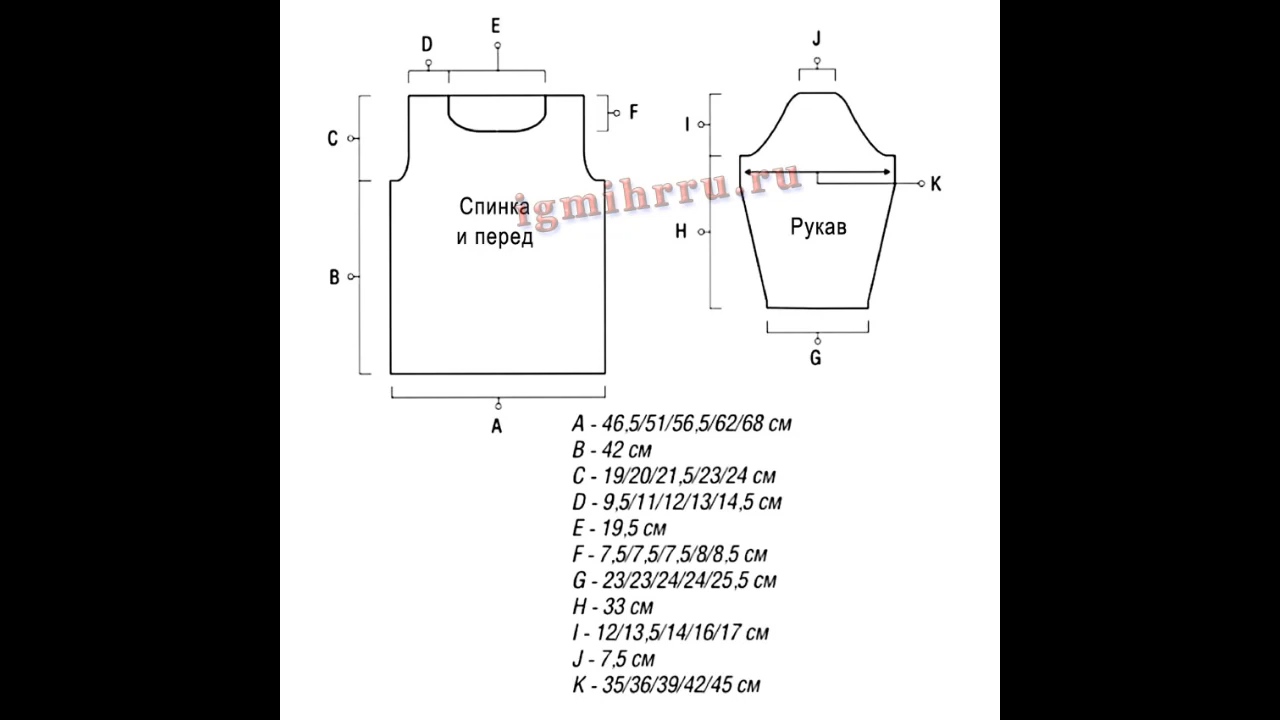 E
D
J
F
C
I
K
igmihrru.ru
Спинка
и перед
Рукав
H
B
G
A
A - 46,5/51/56,5/62/68 см
B - 42 см
C - 19/20/21,5/23/24 см
D - 9,5/11/12/13/14,5 см
E - 19,5 см
F - 7,5/7,5/7,5/8/8,5 см
G - 23/23/24/24/25,5 см
H - 33 см
I - 12/13,5/14/16/17 см
J - 7,5 см
K - 35/36/39/42/45 см